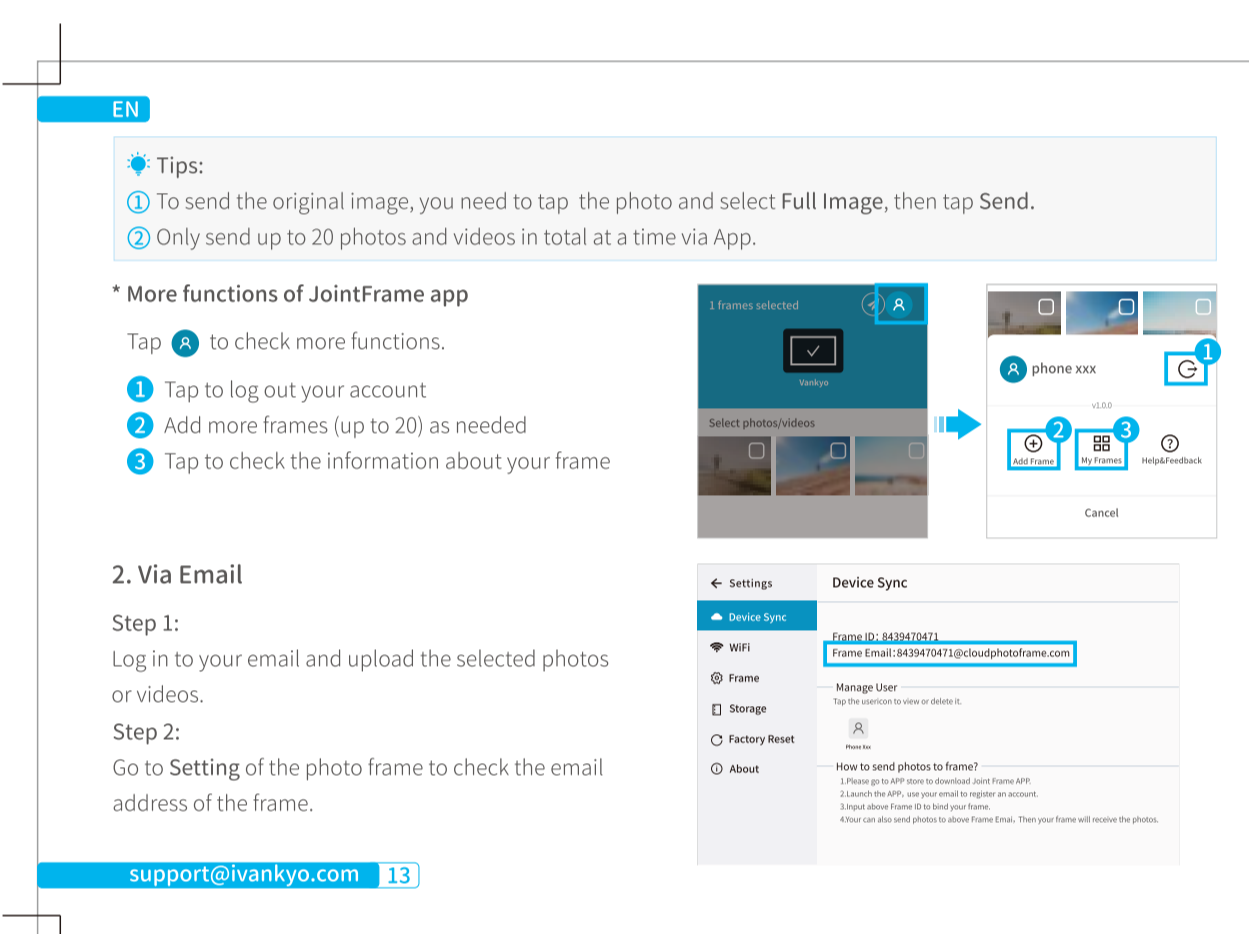 EN
Tips:
1 To send the original image, you need to tap the photo and select Full Image, then tap Send.
2 Only send up to 20 photos and videos in total at a time via App.
* More functions of JointFrame app
Tap to check more functions.
1 Tap to log out your account
2 Add more frames (up to 20) as needed
3 Tap to check the information about your frame
1 frames selected
Vankyo
Select photos/videos
phone xxx
1
v1.0.0
2
3
Add Frame
My Frames
?
Help&Feedback
Cancel
2. Via Email
Step 1:
Log in to your email and upload the selected photos
or videos.
Step 2:
Go to Setting of the photo frame to check the email
address of the frame.
Settings
Device Sync
WiFi
Frame
Storage
Factory Reset
About
Device Sync
Frame ID: 8439470471
Frame Email:8439470471@cloudphotoframe.com
Manage User
Tap the usericon to view or delete it.
Phone Xxx
How to send photos to frame?
1.Please go to APP store to download Joint Frame APP.
2.Launch the APP, use your email to register an account.
3.Input above Frame ID to bind your frame.
4.Your can also send photos to above Frame Emai, Then your frame will receive the photos.
support@ivankyo.com 13